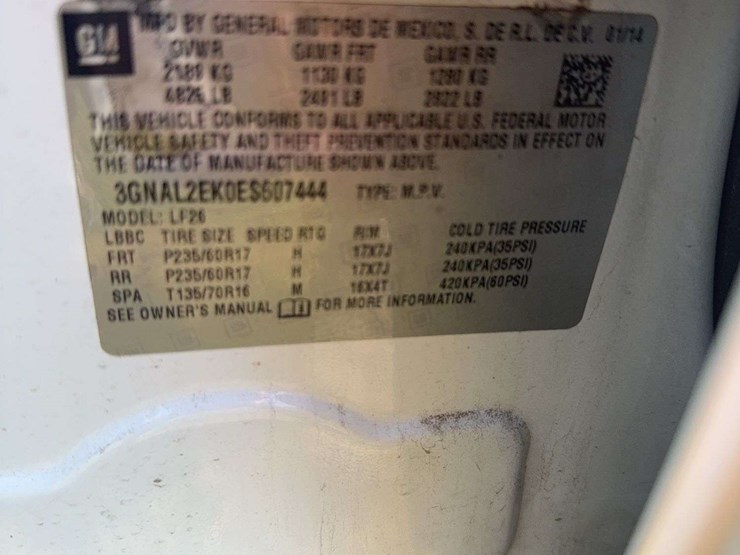 GM MFD BY GENERAL MOTORS DE MEXICO, S. DE R.L. DE C.V. 01/14
GVWR GAWR FRT GAWR RR
2189 KG 1130 KG 1280 KG
4826 LB 2491 LB 2822 LB
THIS VEHICLE CONFORMS TO ALL APPLICABLE U.S. FEDERAL MOTOR
VEHICLE SAFETY AND THEFT PREVENTION STANDARDS IN EFFECT ON
THE DATE OF MANUFACTURE SHOWN ABOVE.
3GNAL2EK0ES607444 TYPE: M.P.V.
MODEL: LF26
LBBC TIRE SIZE SPEED RTG RIM COLD TIRE PRESSURE
FRT P235/60R17 H 17X7J 240KPA(35PSI)
RR P235/60R17 H 17X7J 240KPA(35PSI)
SPA T135/70R16 M 16X4T 420KPA(60PSI)
SEE OWNER'S MANUAL FOR MORE INFORMATION.